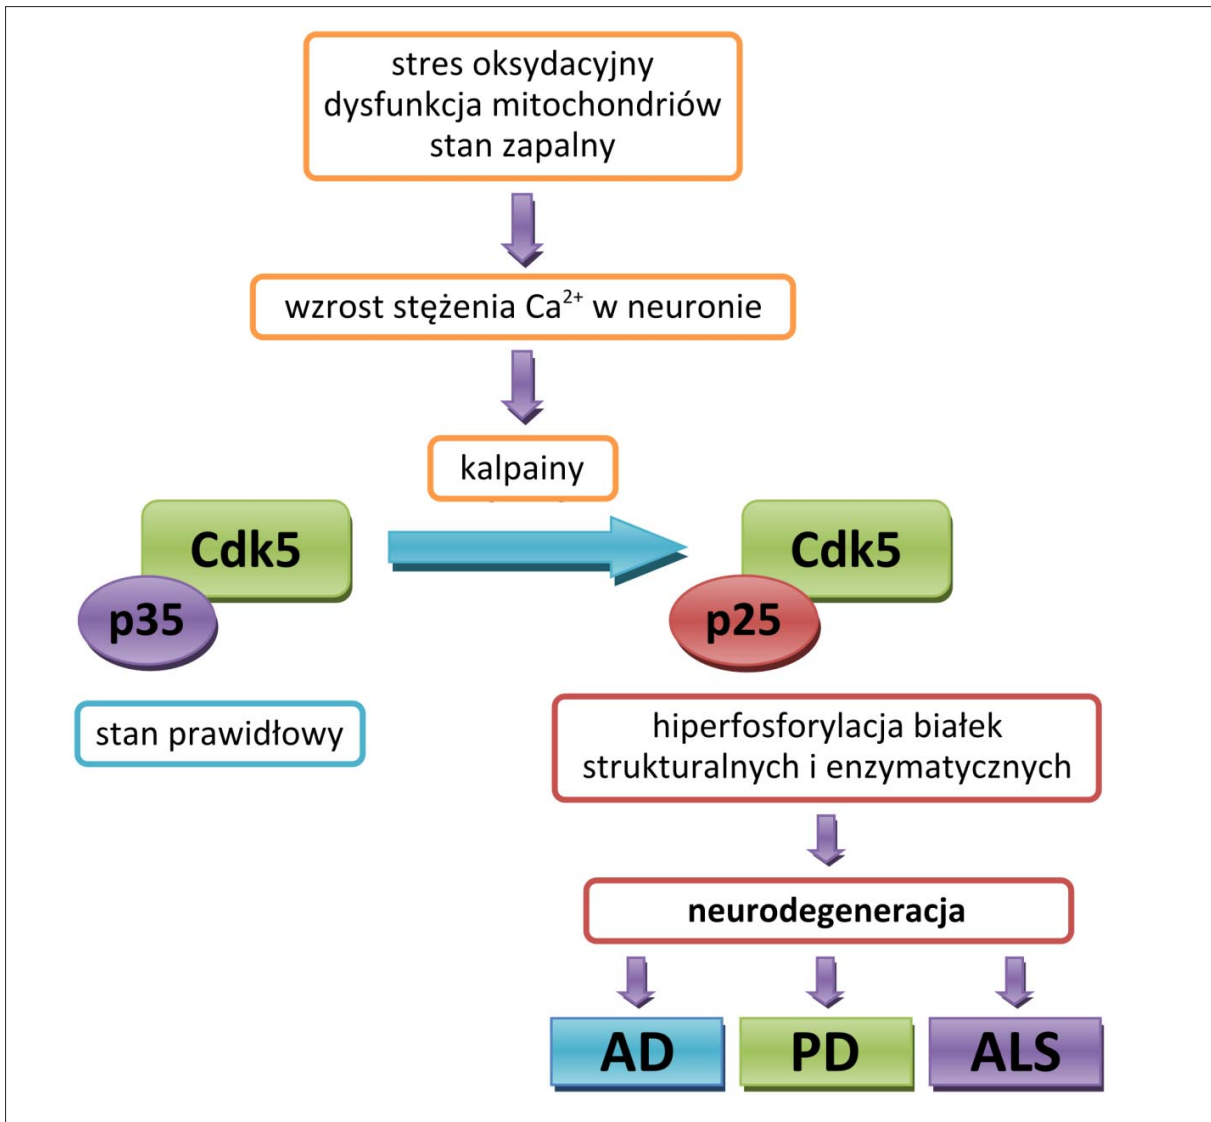 stres oksydacyjny
dysfunkcja mitochondriów
stan zapalny
wzrost stężenia Ca²⁺ w neuronie
kalpainy
Cdk5
p35
Cdk5
p25
stan prawidłowy
hiperfosforylacja białek
strukturalnych i enzymatycznych
neurodegeneracja
AD
PD
ALS